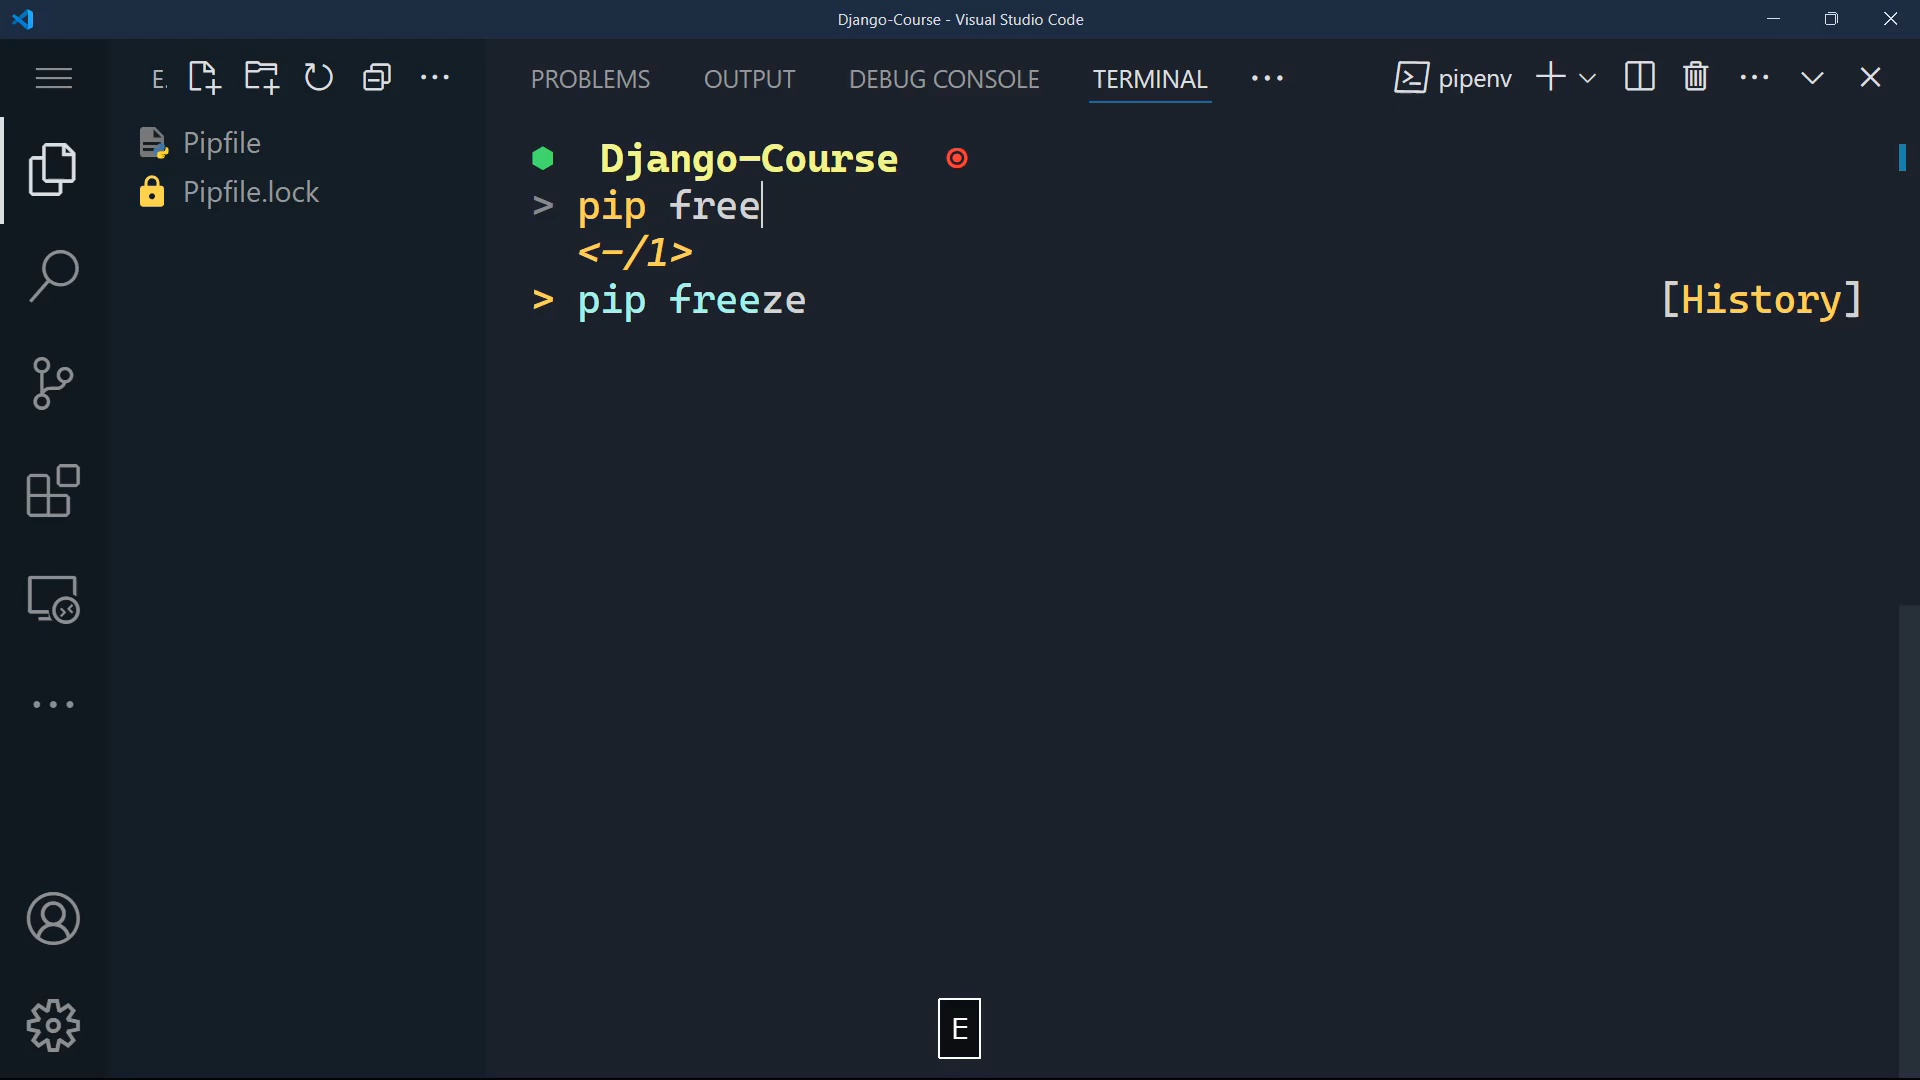 Django-Course - Visual Studio Code
E.
PROBLEMS OUTPUT DEBUG CONSOLE TERMINAL ... pipenv
Pipfile
Pipfile.lock
Django-Course
> pip free
<-/1>
> pip freeze [History]
E